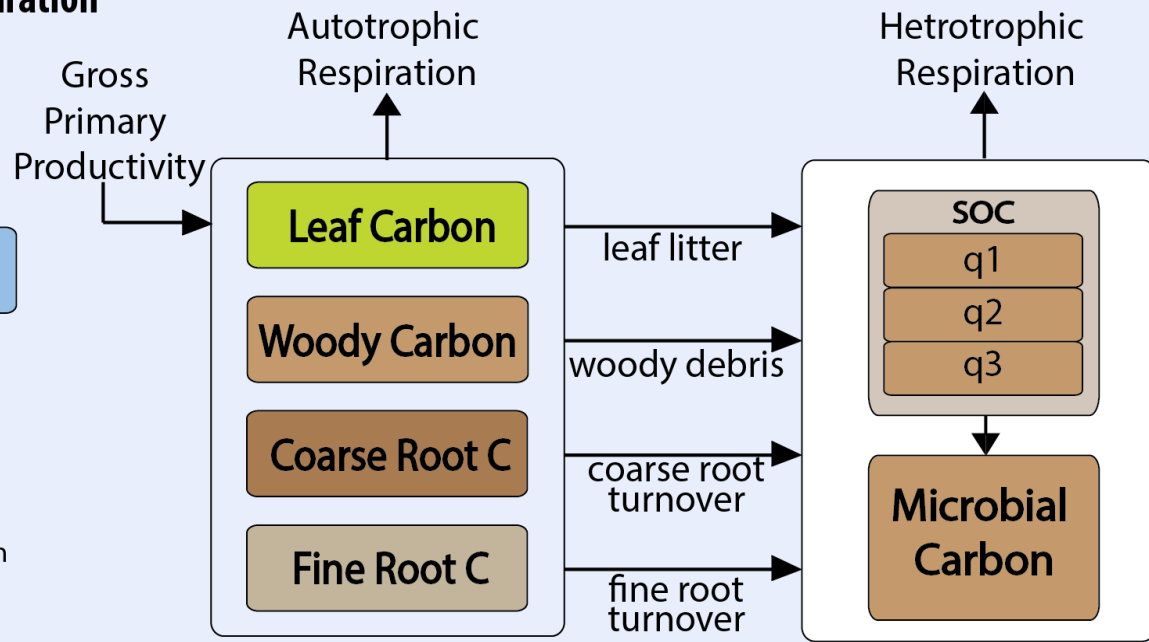 Autotrophic
Respiration
Hetrotrophic
Respiration
Gross
Primary
Productivity
Leaf Carbon
leaf litter
Woody Carbon
woody debris
Coarse Root C
coarse root
turnover
Fine Root C
fine root
turnover
SOC
q1
q2
q3
Microbial
Carbon